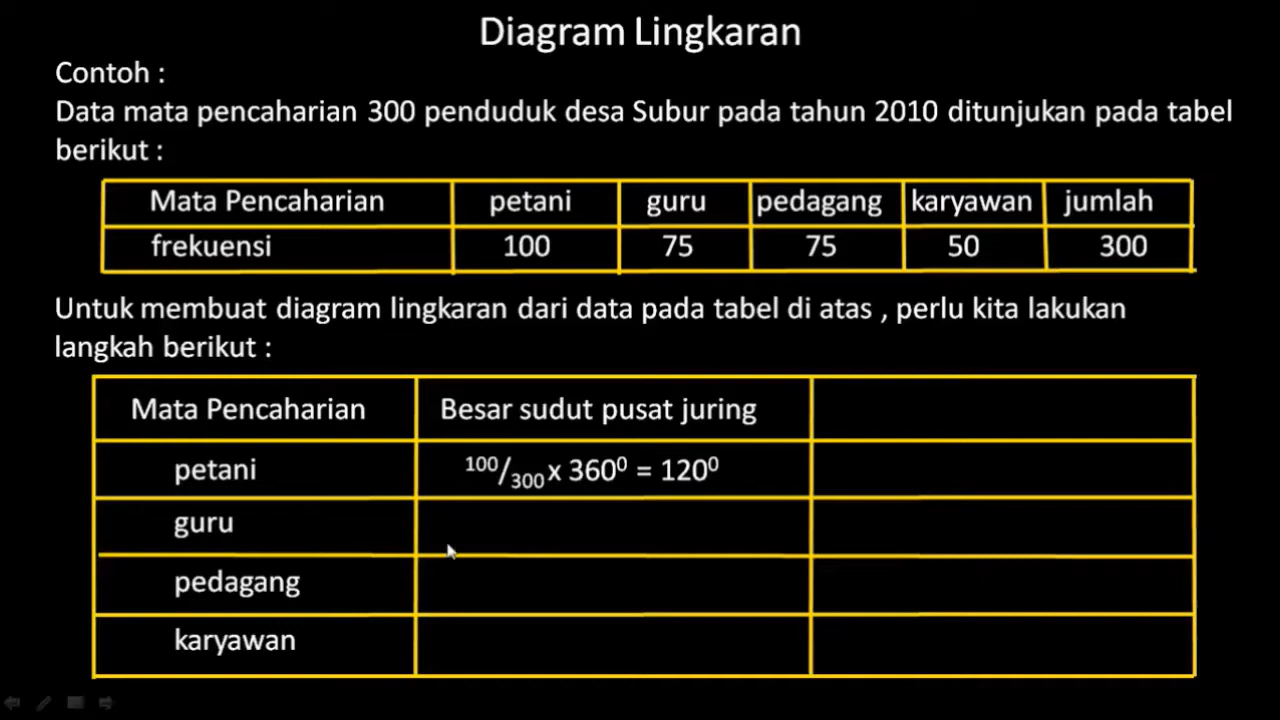 Diagram Lingkaran
Contoh :
Data mata pencaharian 300 penduduk desa Subur pada tahun 2010 ditunjukan pada tabel
berikut :
Mata Pencaharian petani guru pedagang karyawan jumlah
frekuensi 100 75 75 50 300
Untuk membuat diagram lingkaran dari data pada tabel di atas , perlu kita lakukan
langkah berikut :
Mata Pencaharian Besar sudut pusat juring
petani ¹⁰⁰/₃₀₀ x 360⁰ = 120⁰
guru
pedagang
karyawan